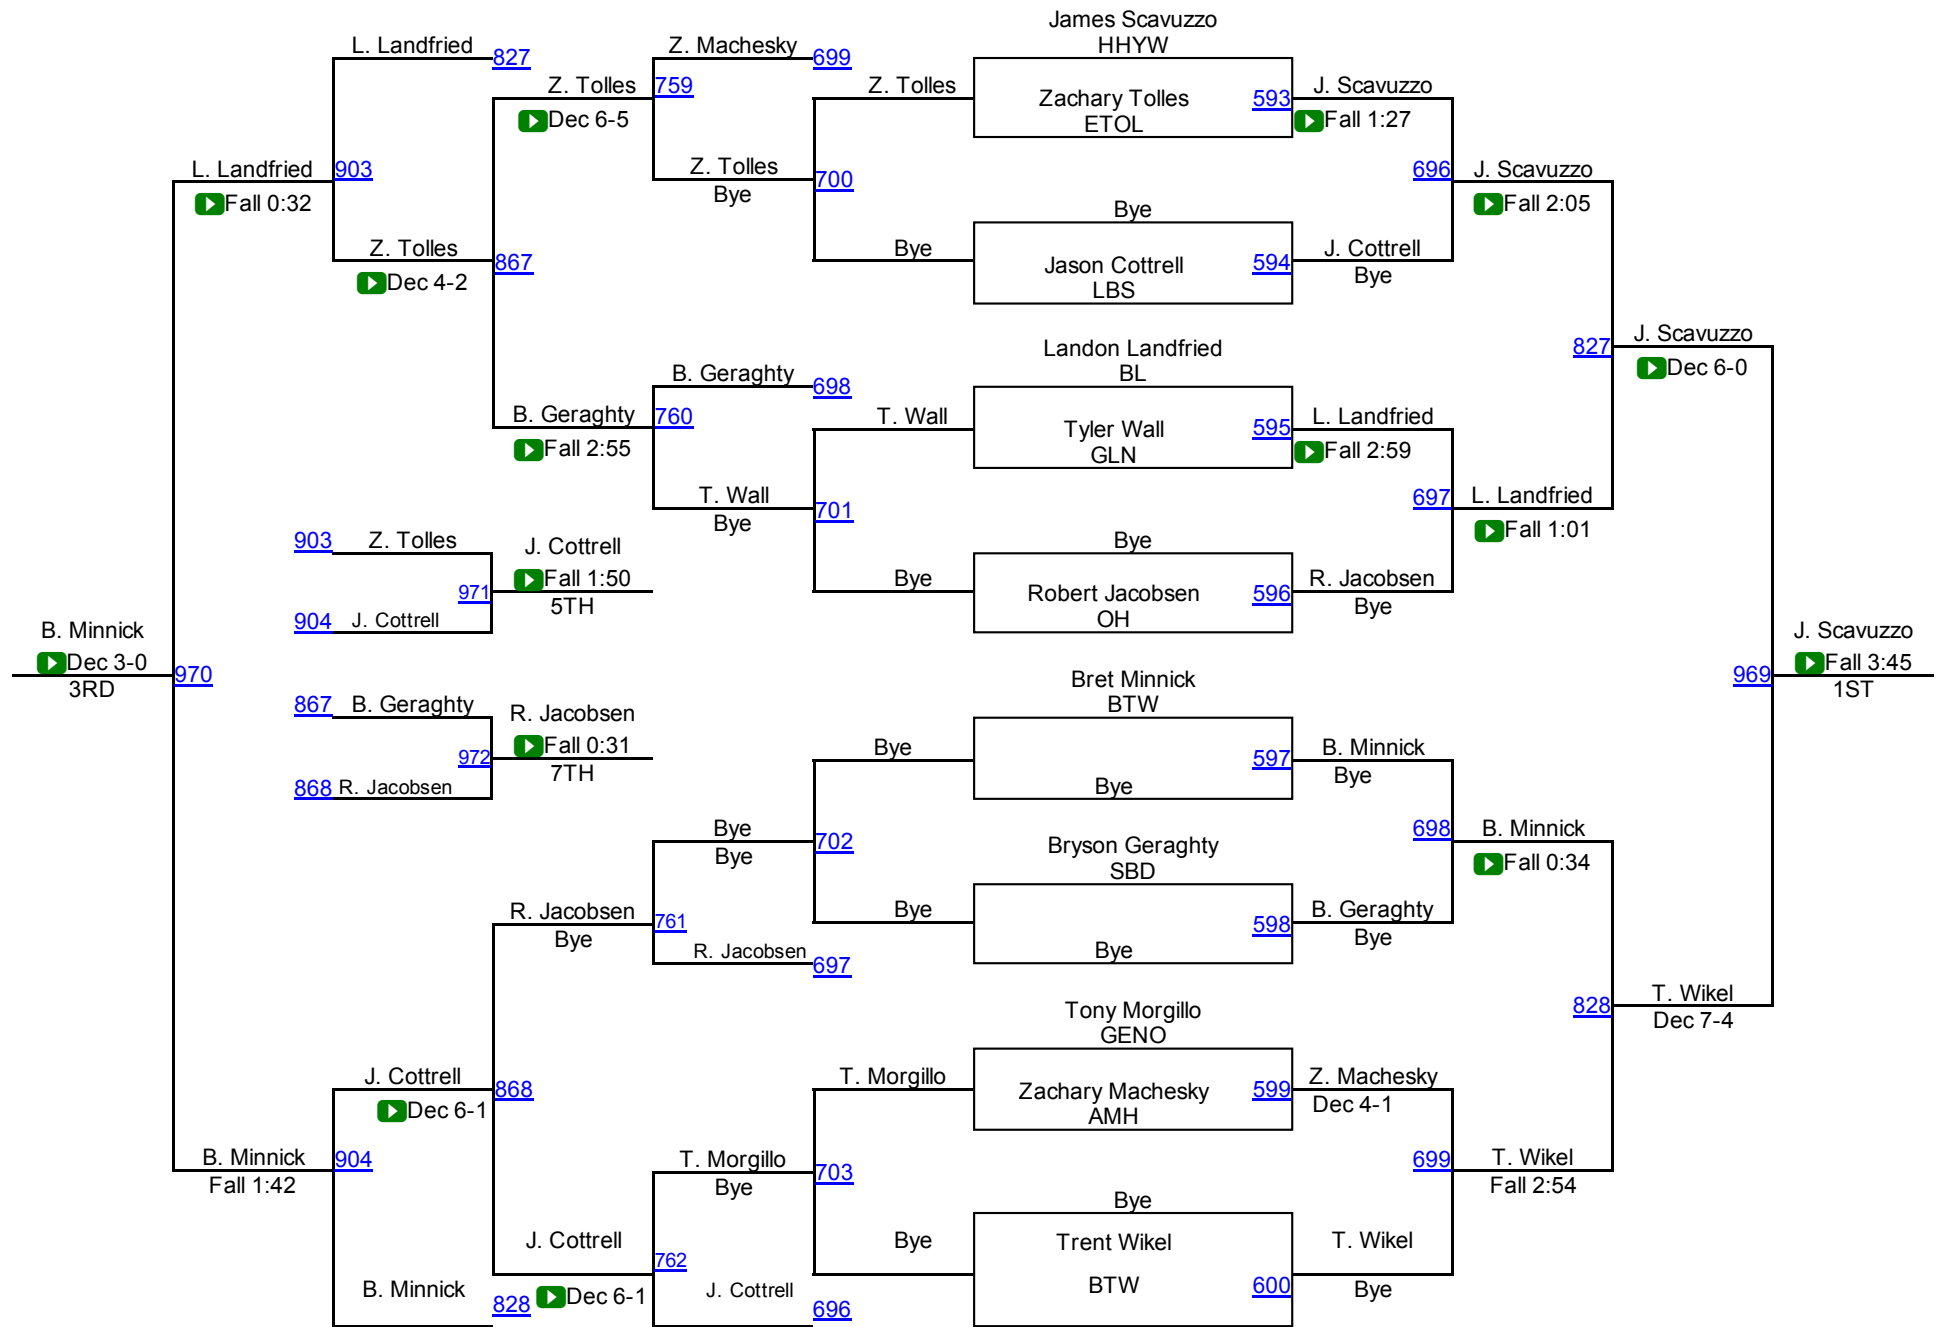 James Scavuzzo
L. Landfried
Z. Machesky
HHYW
827
699
Z. Tolles
759
Z. Tolles
Zachary Tolles
593
J. Scavuzzo
Dec 6-5
ETOL
Fall 1:27
L. Landfried
903
Z. Tolles
700
696
J. Scavuzzo
Bye
Fall 0:32
Bye
Fall 2:05
Z. Tolles
867
Bye
Jason Cottrell
594
J. Cottrell
Dec 4-2
LBS
Bye
Landon Landfried
827
J. Scavuzzo
B. Geraghty
698
BL
Dec 6-0
B. Geraghty
760
T. Wall
Tyler Wall
595
L. Landfried
Fall 2:55
GLN
Fall 2:59
T. Wall
701
697
L. Landfried
Bye
Fall 1:01
903
Z. Tolles
J. Cottrell
Bye
971
Fall 1:50
5TH
Bye
Robert Jacobsen
596
R. Jacobsen
OH
Bye
904
J. Cottrell
B. Minnick
J. Scavuzzo
Dec 3-0
970
969
Fall 3:45
3RD
1ST
Bret Minnick
867
B. Geraghty
R. Jacobsen
BTW
972
Fall 0:31
7TH
Bye
597
B. Minnick
868
R. Jacobsen
Bye
Bye
Bye
702
698
B. Minnick
Bye
Bryson Geraghty
Fall 0:34
SBD
R. Jacobsen
761
Bye
598
B. Geraghty
Bye
Bye
Bye
R. Jacobsen
697
Tony Morgillo
828
T. Wikel
GENO
Dec 7-4
J. Cottrell
868
T. Morgillo
Zachary Machesky
599
Z. Machesky
Dec 6-1
AMH
Dec 4-1
B. Minnick
904
T. Morgillo
703
699
T. Wikel
Fall 1:42
Bye
Fall 2:54
Bye
J. Cottrell
762
Bye
Trent Wikel
T. Wikel
B. Minnick
828
Dec 6-1
J. Cottrell
696
BTW
600
Bye